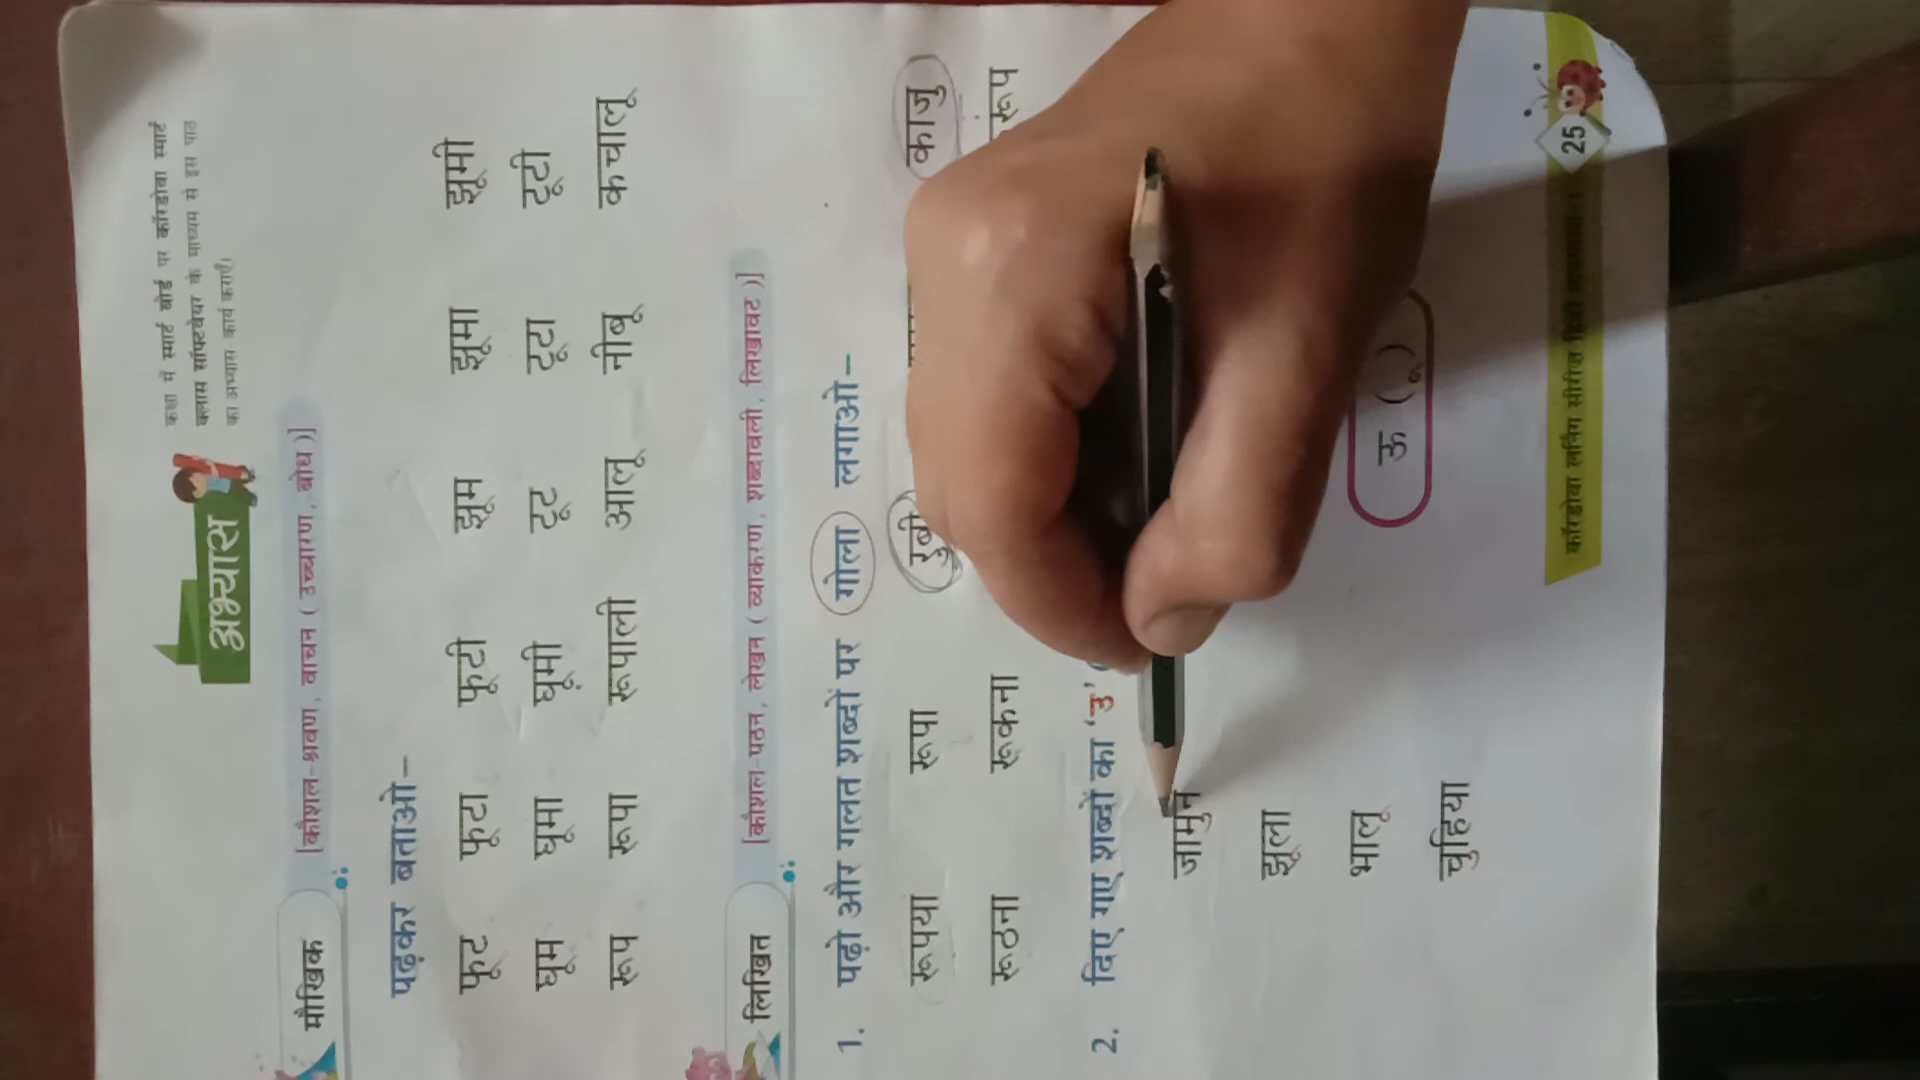 अभ्यास
कक्षा में स्मार्ट बोर्ड पर कॉरडोवा स्मार्ट
क्लास सॉफ्टवेयर के माध्यम से इस पाठ
का अभ्यास कार्य कराएँ।
मौखिक [कौशल-श्रवण, वाचन ( उच्चारण, बोध )]
पढ़कर बताओ–
फूट फूटा फूटी झूम झूमा झूमी
घूम घूमा घूमी टूट टूटा टूटी
रूप रूपा रूपाली आलू नीबू कचालू
लिखित [कौशल-पठन, लेखन ( व्याकरण, शब्दावली, लिखावट )]
1. पढ़ो और गलत शब्दों पर गोला लगाओ–
रूपया रूपा रुबी काजु
रूठना रूकना रूप
2. दिए गए शब्दों का 'उ'
जामुन
झूला
भालू
चुहिया
ऊ ( ू )
कॉरडोवा लर्निंग सीरीज़ हिंदी
25